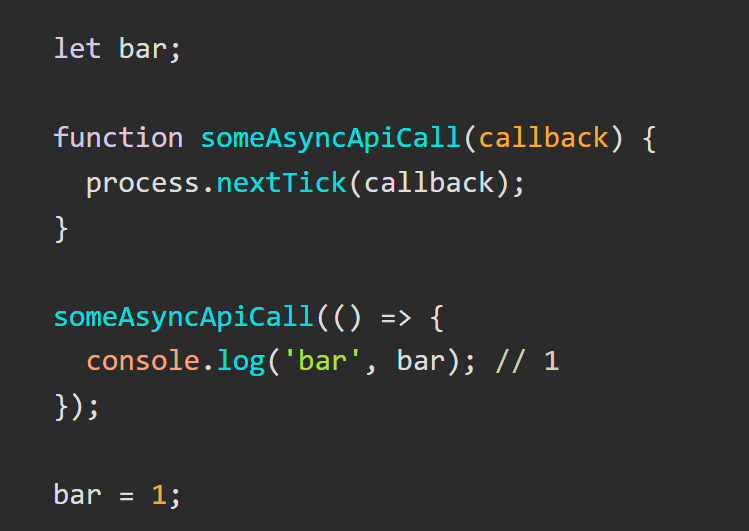 let bar;
function someAsyncApiCall(callback) {
  process.nextTick(callback);
}
someAsyncApiCall(() => {
  console.log('bar', bar); // 1
});
bar = 1;